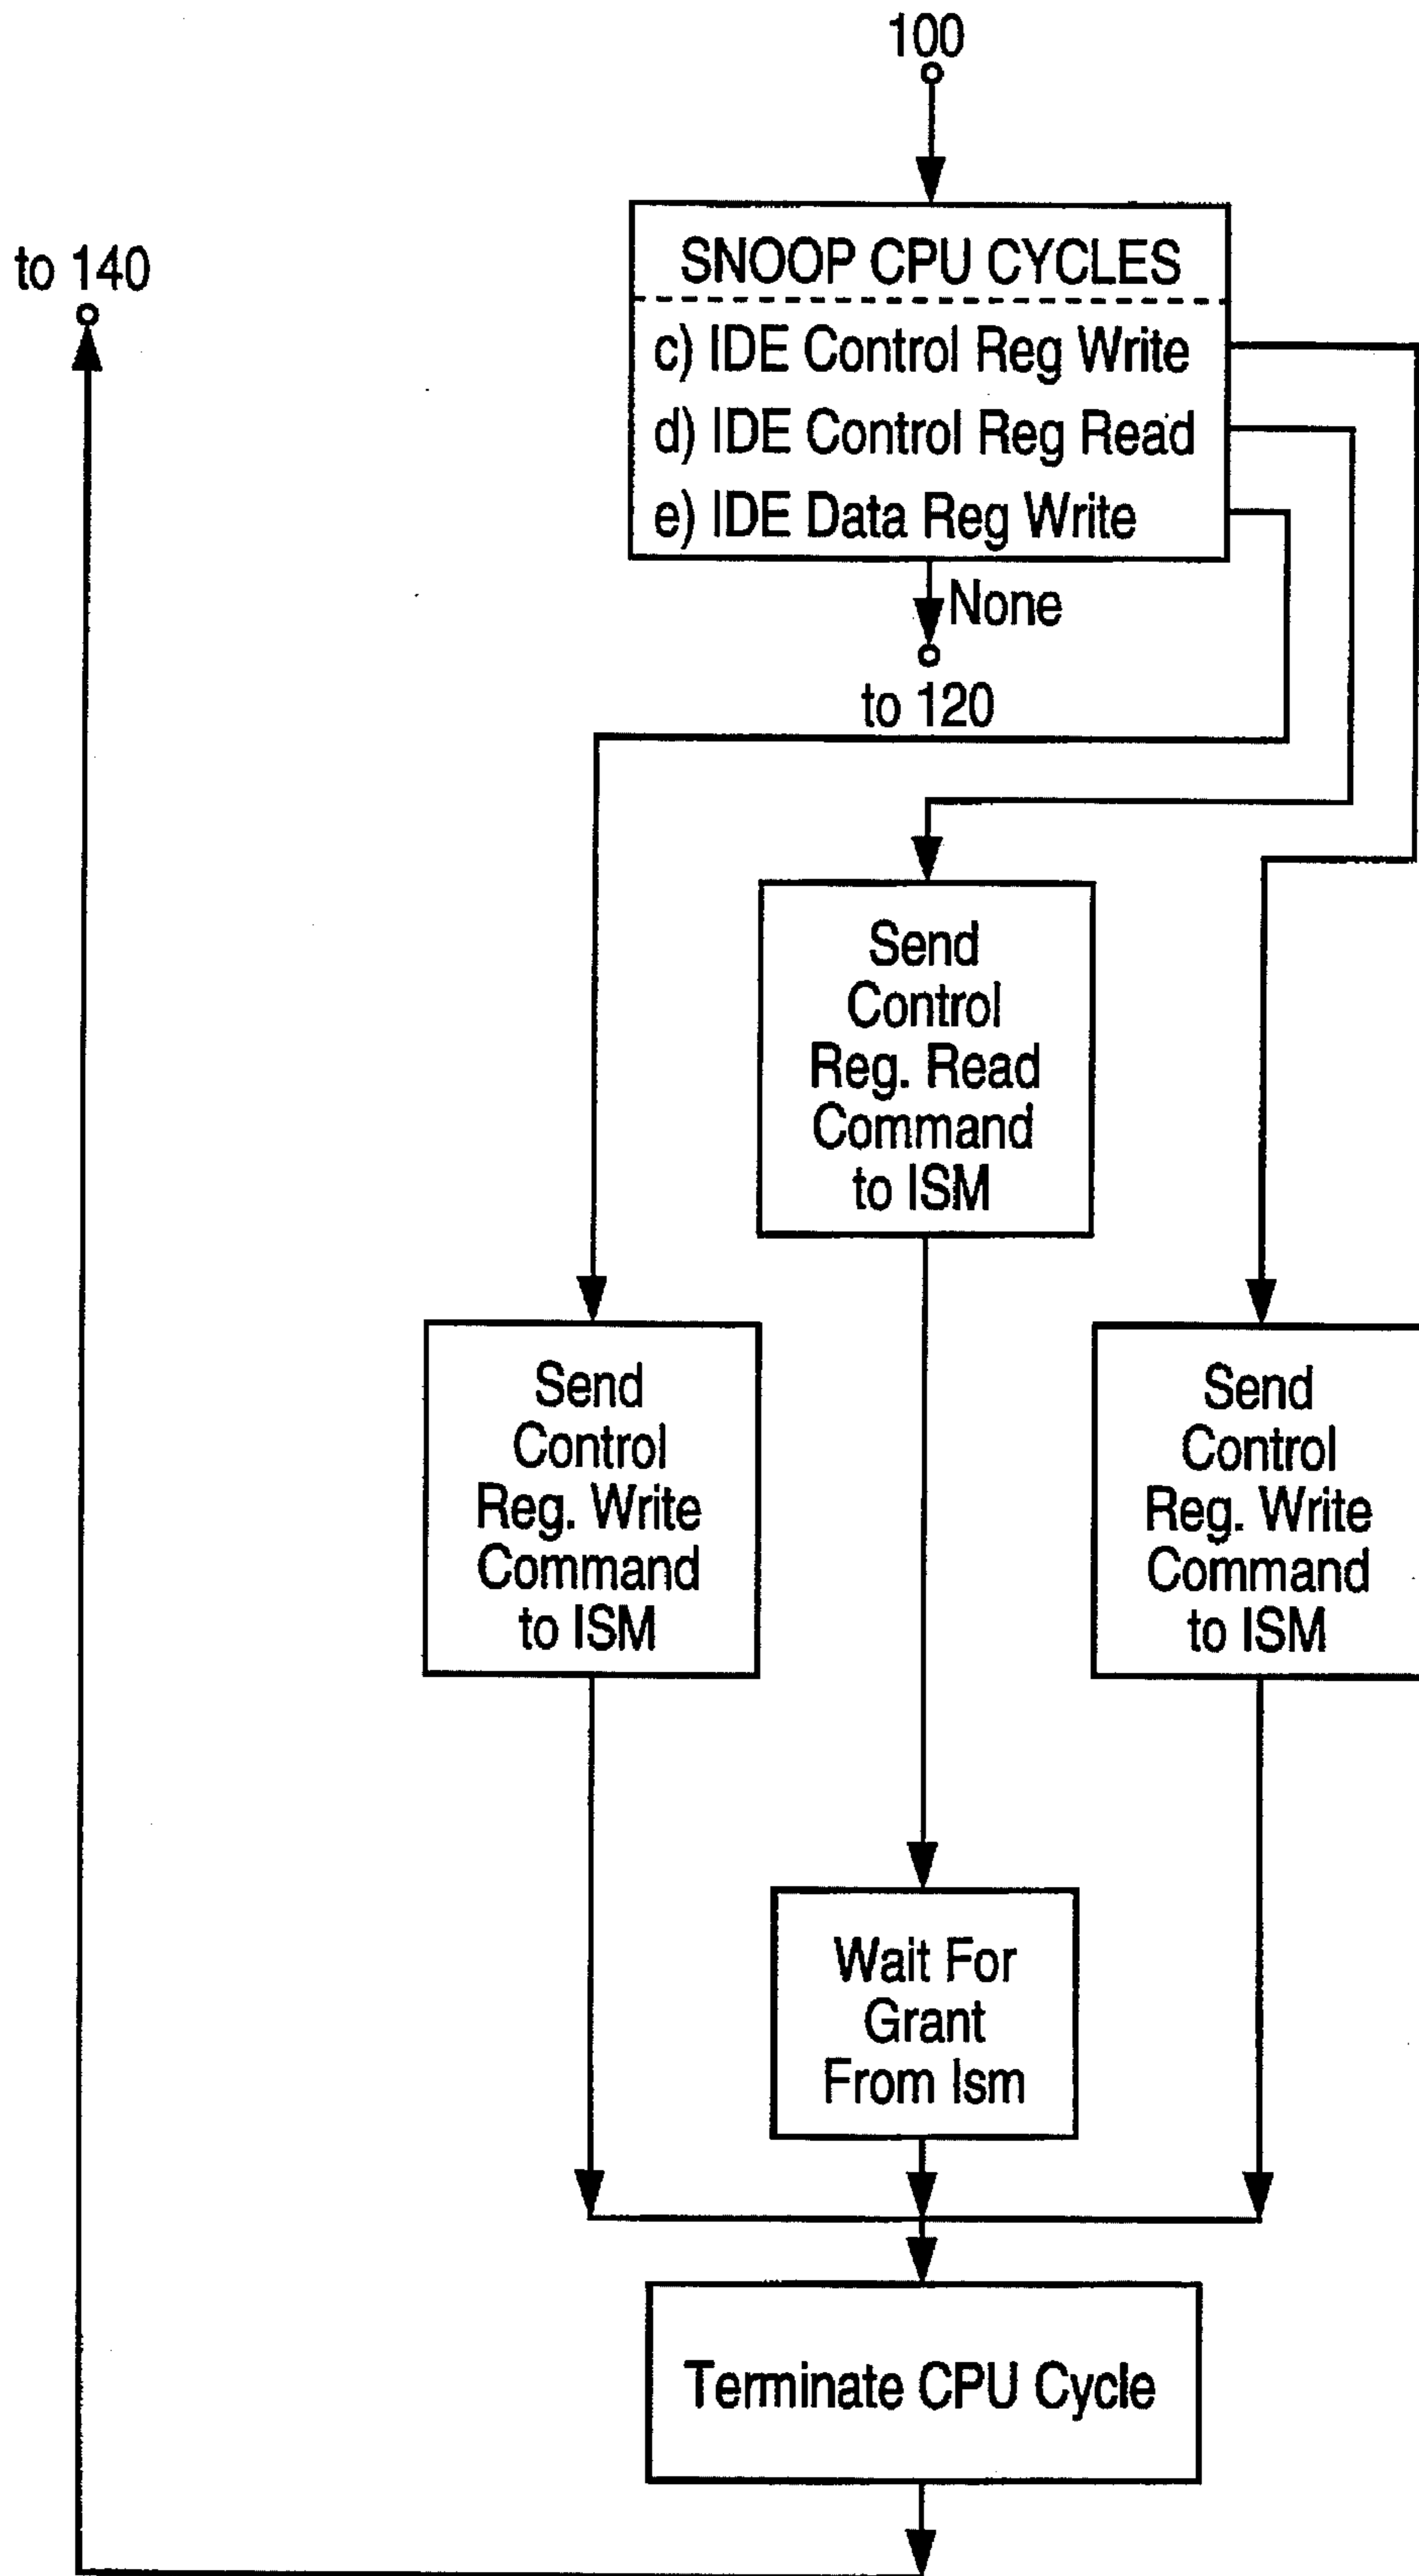 100
to 140
SNOOP CPU CYCLES
c) IDE Control Reg Write
d) IDE Control Reg Read
e) IDE Data Reg Write
None
to 120
Send
Control
Reg. Read
Command
to ISM
Send
Control
Reg. Write
Command
to ISM
Send
Control
Reg. Write
Command
to ISM
Wait For
Grant
From Ism
Terminate CPU Cycle